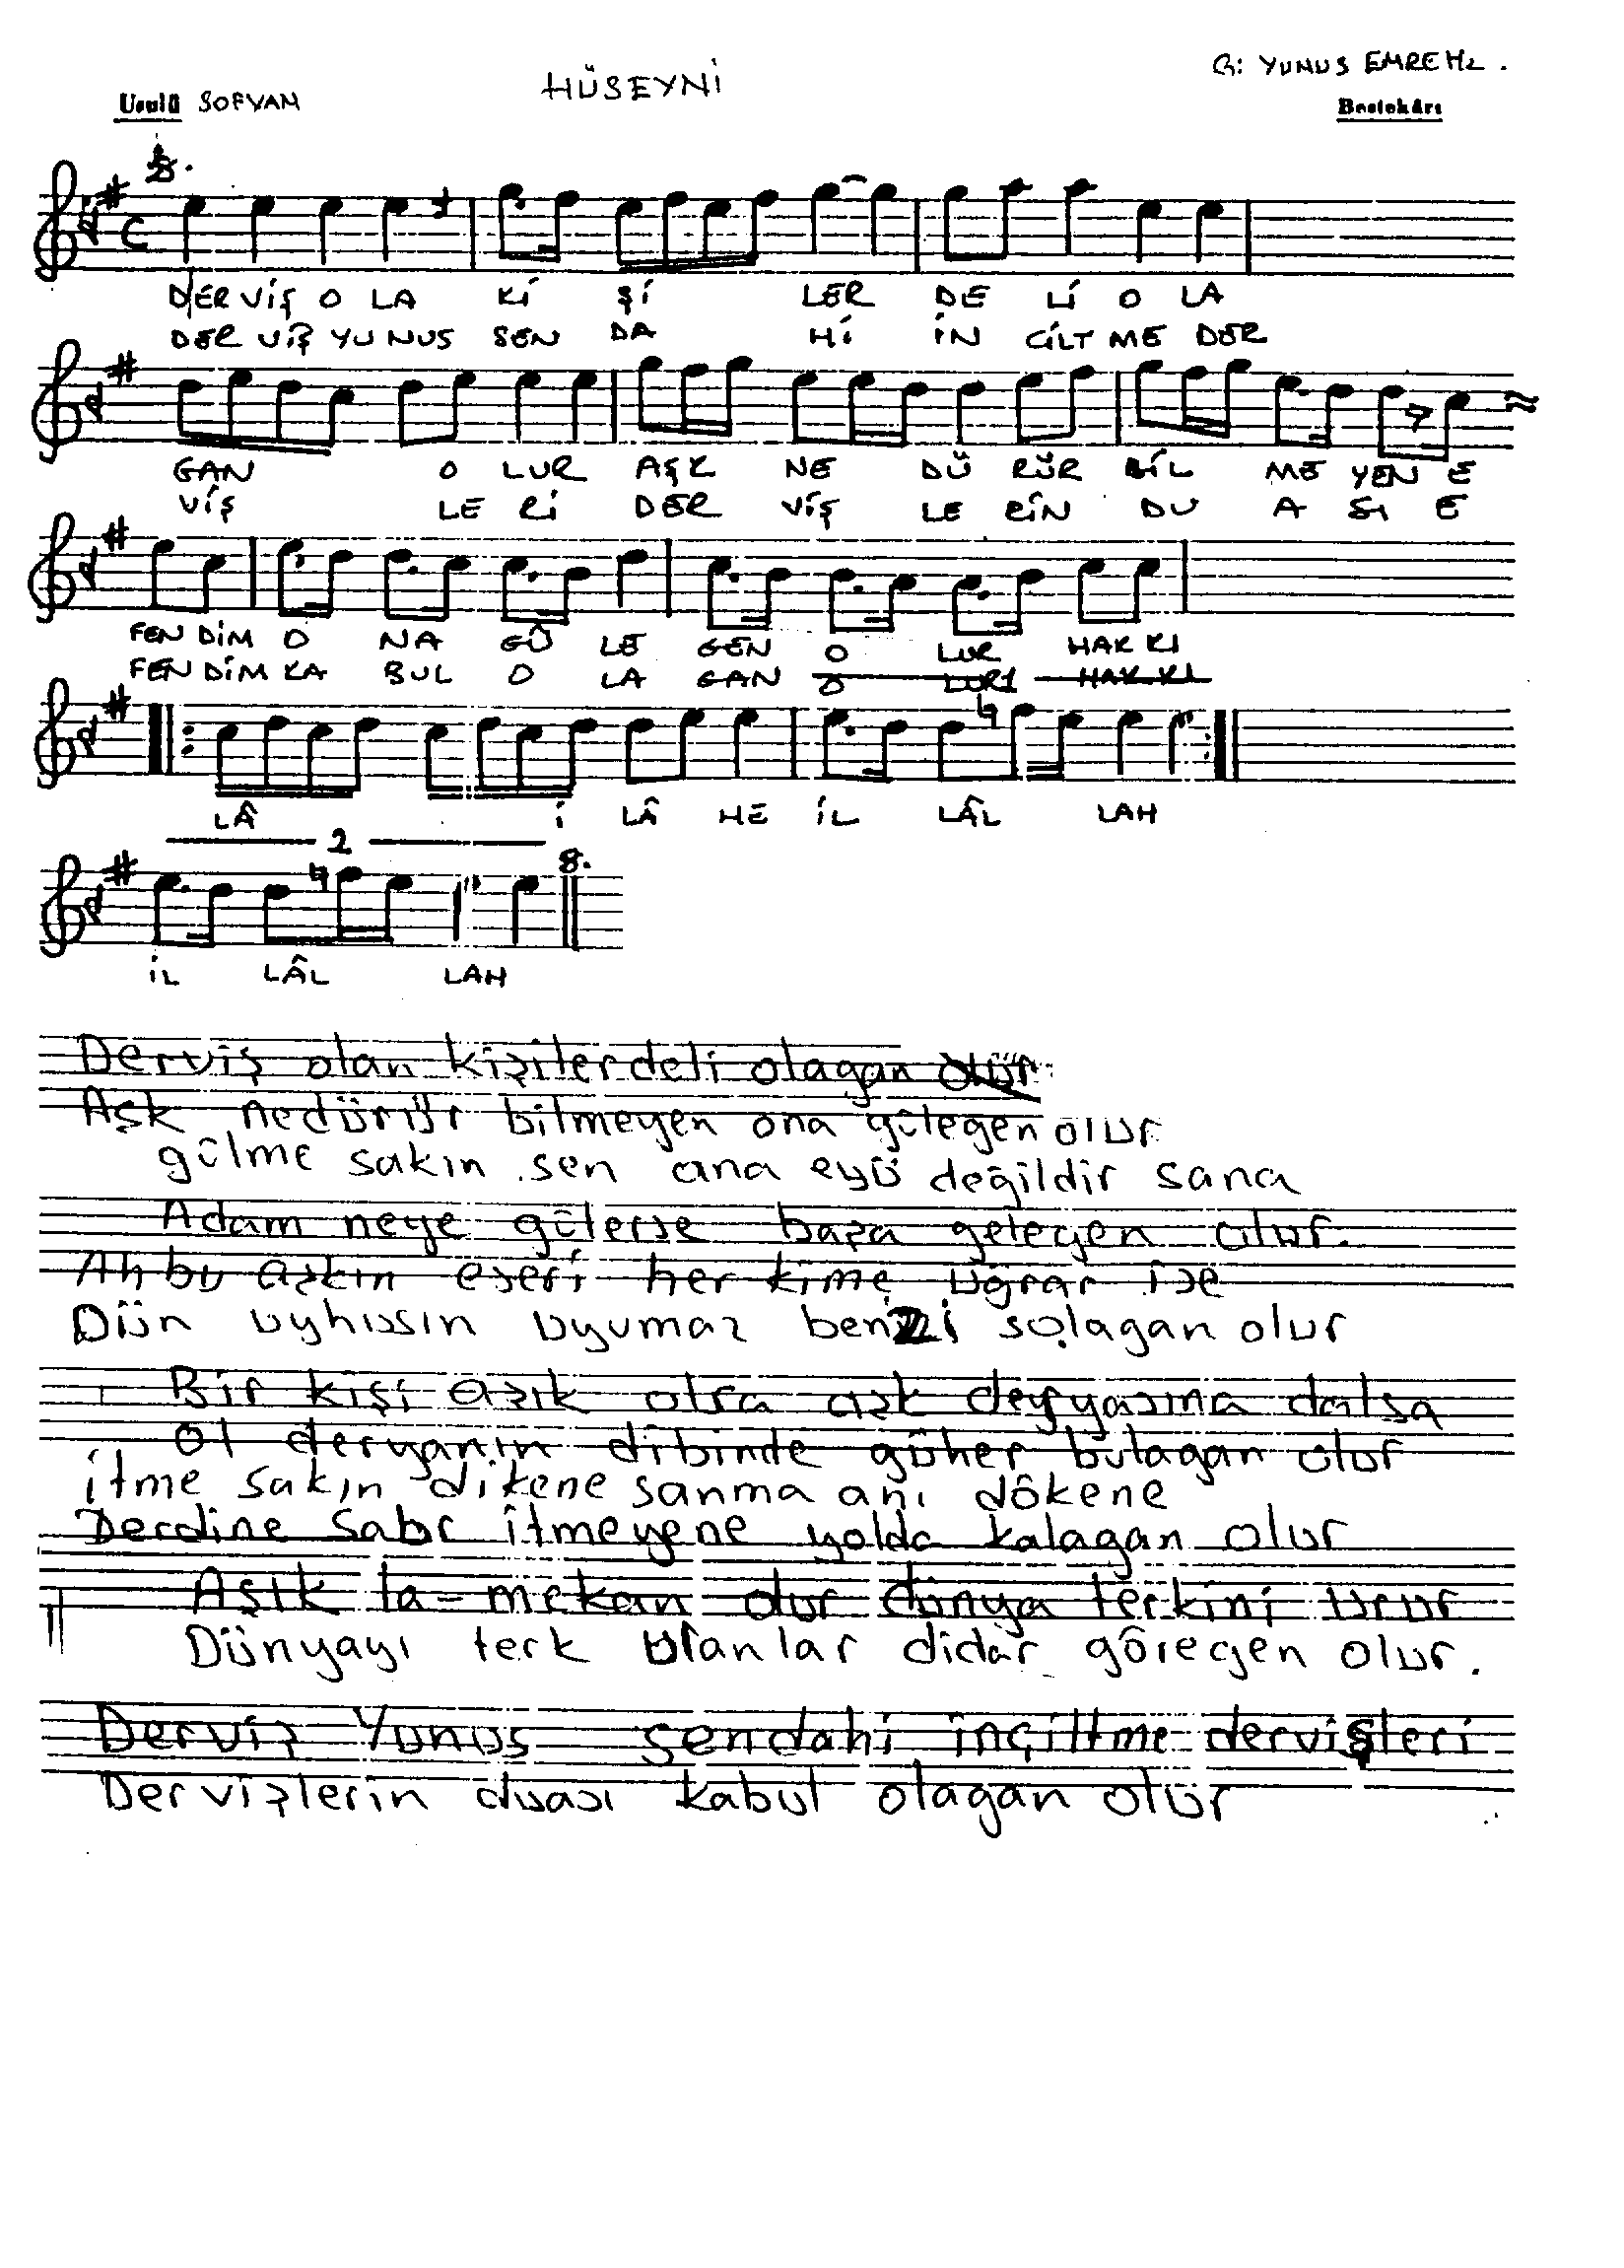 Usulü SOFYAN
HÜSEYNİ
G: YUNUS EMRE Hz.
Bestekârı
DER VİŞ O LA Kİ Şİ LER DE Lİ O LA
DER VİŞ YU NUS SEN DA Hİ İN CİLT ME DER
GAN O LUR AŞK NE DÜ RÜR BİL ME YEN E
VİŞ LE Rİ DER VİŞ LE RİN DU A SI E
FEN DİM O NA GÜ LE GEN O LUR HAK KI
FEN DİM KA BUL O LA GAN O LUR HAK KI
LÂ İ LÂ HE İL LÂL LAH
2
İL LÂL LAH
Derviş olan kişiler deli olagan olur
Aşk nedürür bilmeyen ona gülegen olur
gülme sakın sen ana eyü değildir sana
Adam neye gülerse başa gelegen olur.
Ah bu aşkın eseri her kime uğrar ise
Dün uyhusın uyumaz benzi solagan olur
Bir kişi aşık olsa aşk deryasına dalsa
Ol deryanın dibinde gûher bulagan olur
itme sakın dikene sanma anı dökene
Derdine sabr itmeyene yolda kalagan olur
Aşık la-mekan olur dünya terkini urur
Dünyayı terk uranlar didar göregen olur.
Derviş Yunus sendahi inçiltme dervişleri
Dervişlerin duası kabul olagan olur